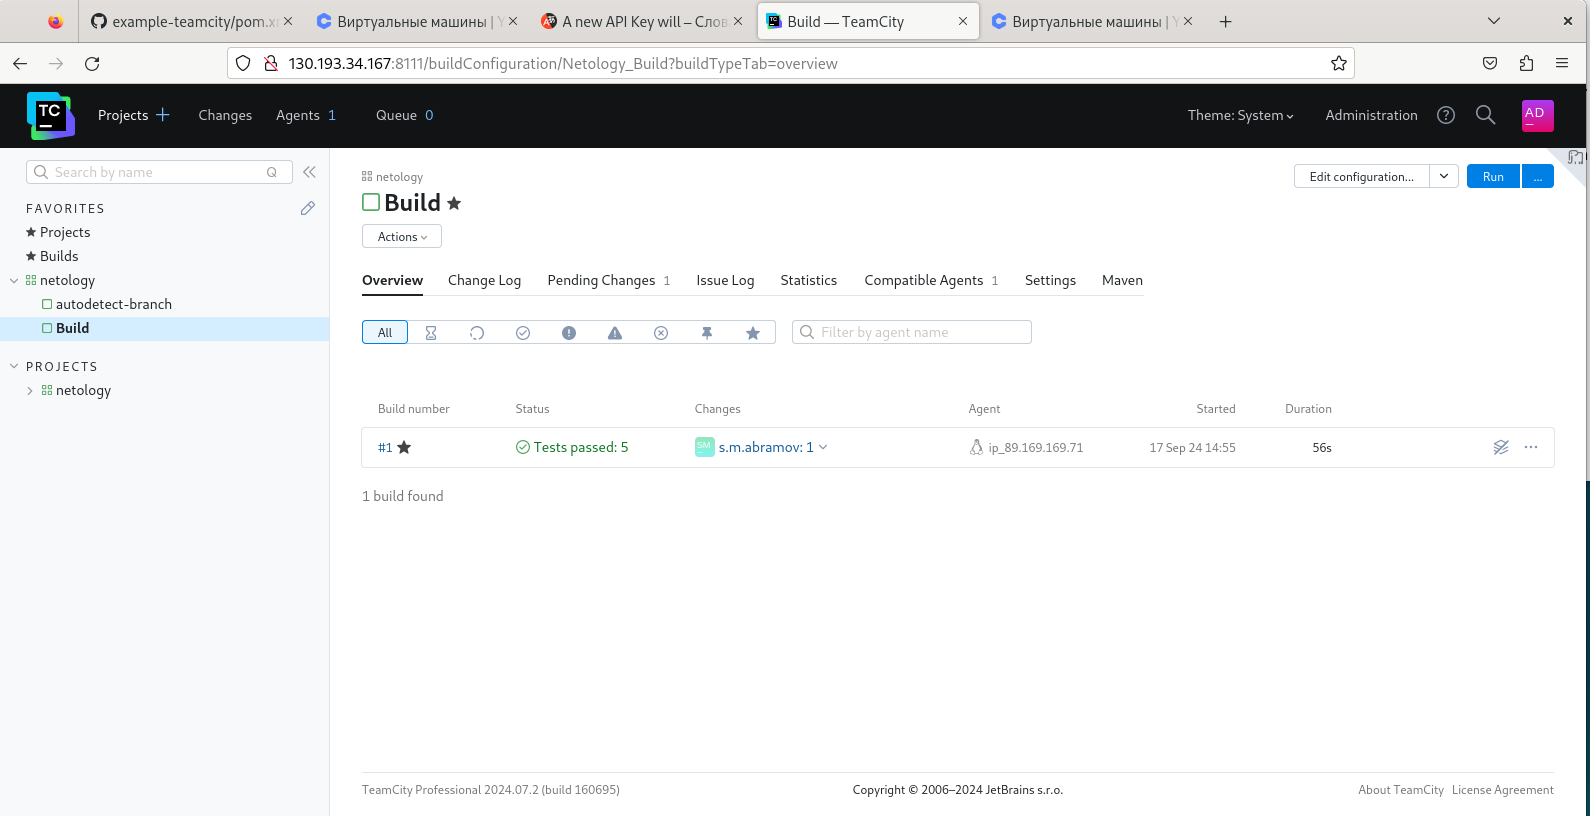 example-teamcity/pom.x
Виртуальные машины |
A new API Key will – Слов
Build — TeamCity
Виртуальные машины |
130.193.34.167:8111/buildConfiguration/Netology_Build?buildTypeTab=overview
TC
Projects
Changes
Agents 1
Queue 0
Theme: System
Administration
AD
Search by name Q
FAVORITES
Projects
Builds
netology
autodetect-branch
Build
PROJECTS
netology
netology
Edit configuration...
Run
...
Build
Actions
Overview
Change Log
Pending Changes 1
Issue Log
Statistics
Compatible Agents 1
Settings
Maven
All
Filter by agent name
Build number
Status
Changes
Agent
Started
Duration
#1
Tests passed: 5
SM
s.m.abramov: 1
ip_89.169.169.71
17 Sep 24 14:55
56s
1 build found
TeamCity Professional 2024.07.2 (build 160695)
Copyright © 2006–2024 JetBrains s.r.o.
About TeamCity
License Agreement